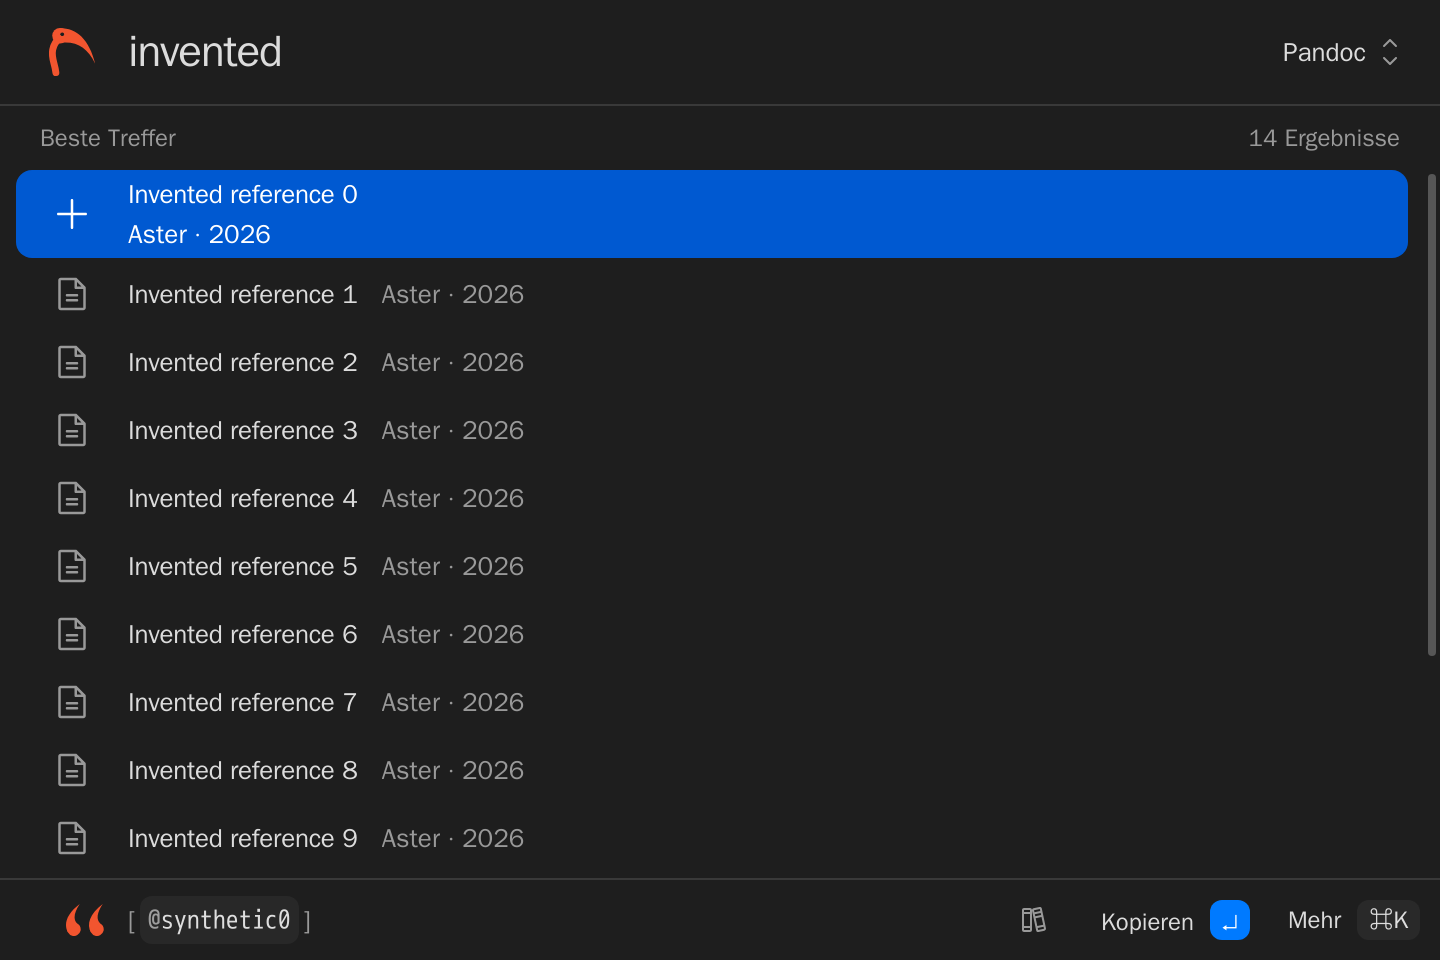 invented
Pandoc
Beste Treffer
14 Ergebnisse
Invented reference 0
Aster · 2026
Invented reference 1 Aster · 2026
Invented reference 2 Aster · 2026
Invented reference 3 Aster · 2026
Invented reference 4 Aster · 2026
Invented reference 5 Aster · 2026
Invented reference 6 Aster · 2026
Invented reference 7 Aster · 2026
Invented reference 8 Aster · 2026
Invented reference 9 Aster · 2026
[@synthetic0]
Kopieren
Mehr ⌘K